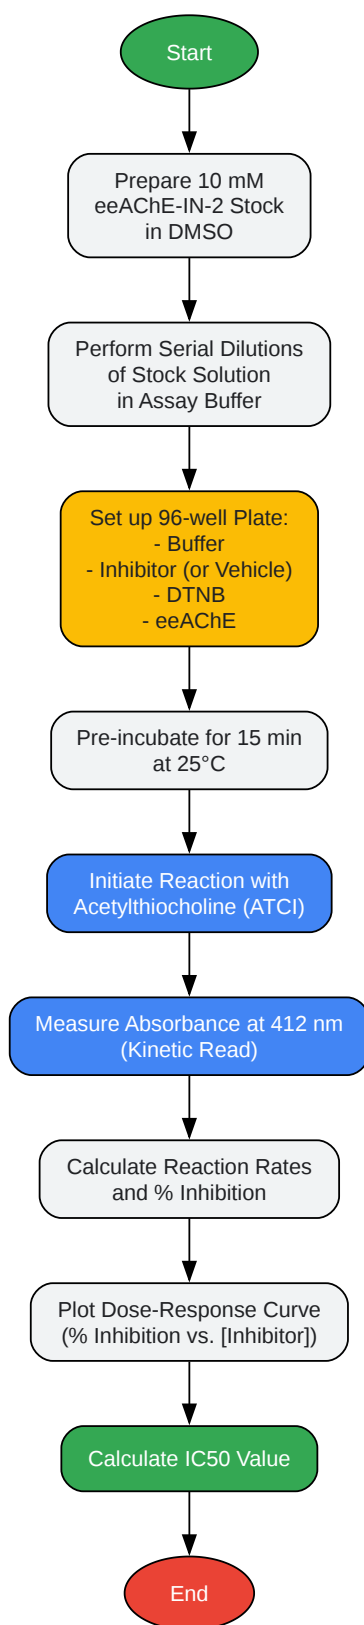 Start
Prepare 10 mM
eeAChE-IN-2 Stock
in DMSO
Perform Serial Dilutions
of Stock Solution
in Assay Buffer
Set up 96-well Plate:
- Buffer
- Inhibitor (or Vehicle)
- DTNB
- eeAChE
Pre-incubate for 15 min
at 25°C
Initiate Reaction with
Acetylthiocholine (ATCI)
Measure Absorbance at 412 nm
(Kinetic Read)
Calculate Reaction Rates
and % Inhibition
Plot Dose-Response Curve
(% Inhibition vs. [Inhibitor])
Calculate IC50 Value
End